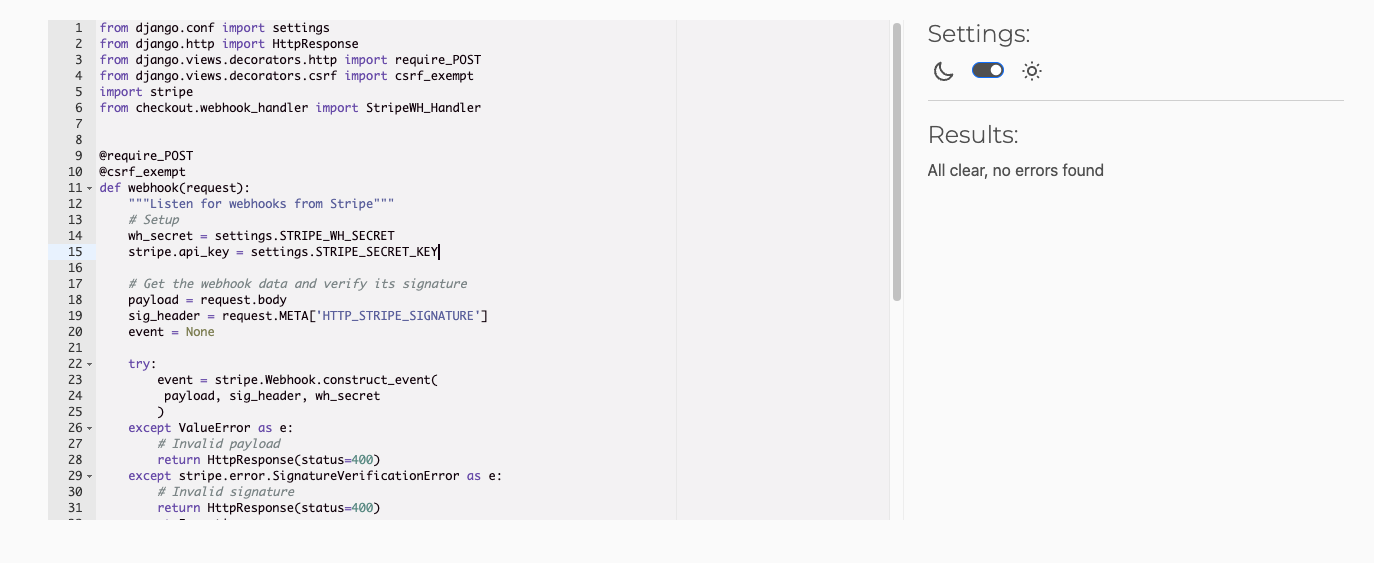 1 from django.conf import settings
2 from django.http import HttpResponse
3 from django.views.decorators.http import require_POST
4 from django.views.decorators.csrf import csrf_exempt
5 import stripe
6 from checkout.webhook_handler import StripeWH_Handler
7
8
9 @require_POST
10 @csrf_exempt
11 def webhook(request):
12     """Listen for webhooks from Stripe"""
13     # Setup
14     wh_secret = settings.STRIPE_WH_SECRET
15     stripe.api_key = settings.STRIPE_SECRET_KEY
16
17     # Get the webhook data and verify its signature
18     payload = request.body
19     sig_header = request.META['HTTP_STRIPE_SIGNATURE']
20     event = None
21
22     try:
23         event = stripe.Webhook.construct_event(
24          payload, sig_header, wh_secret
25         )
26     except ValueError as e:
27         # Invalid payload
28         return HttpResponse(status=400)
29     except stripe.error.SignatureVerificationError as e:
30         # Invalid signature
31         return HttpResponse(status=400)
Settings:
Results:
All clear, no errors found